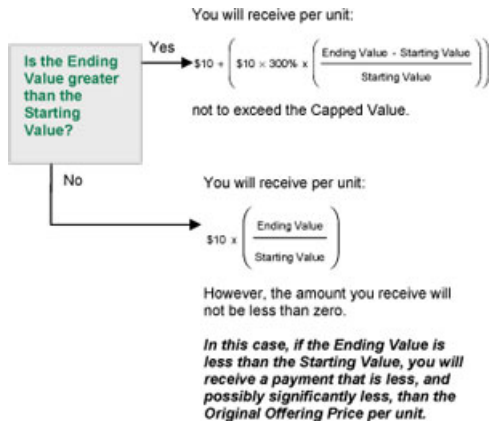 You will receive per unit:
Is the Ending
Value greater
than the
Starting
Value?
Yes
$10 + ( $10 × 300% × ( Ending Value - Starting Value
Starting Value ) )
not to exceed the Capped Value.
No
You will receive per unit:
$10 x ( Ending Value
Starting Value )
However, the amount you receive will
not be less than zero.
In this case, if the Ending Value is
less than the Starting Value, you will
receive a payment that is less, and
possibly significantly less, than the
Original Offering Price per unit.